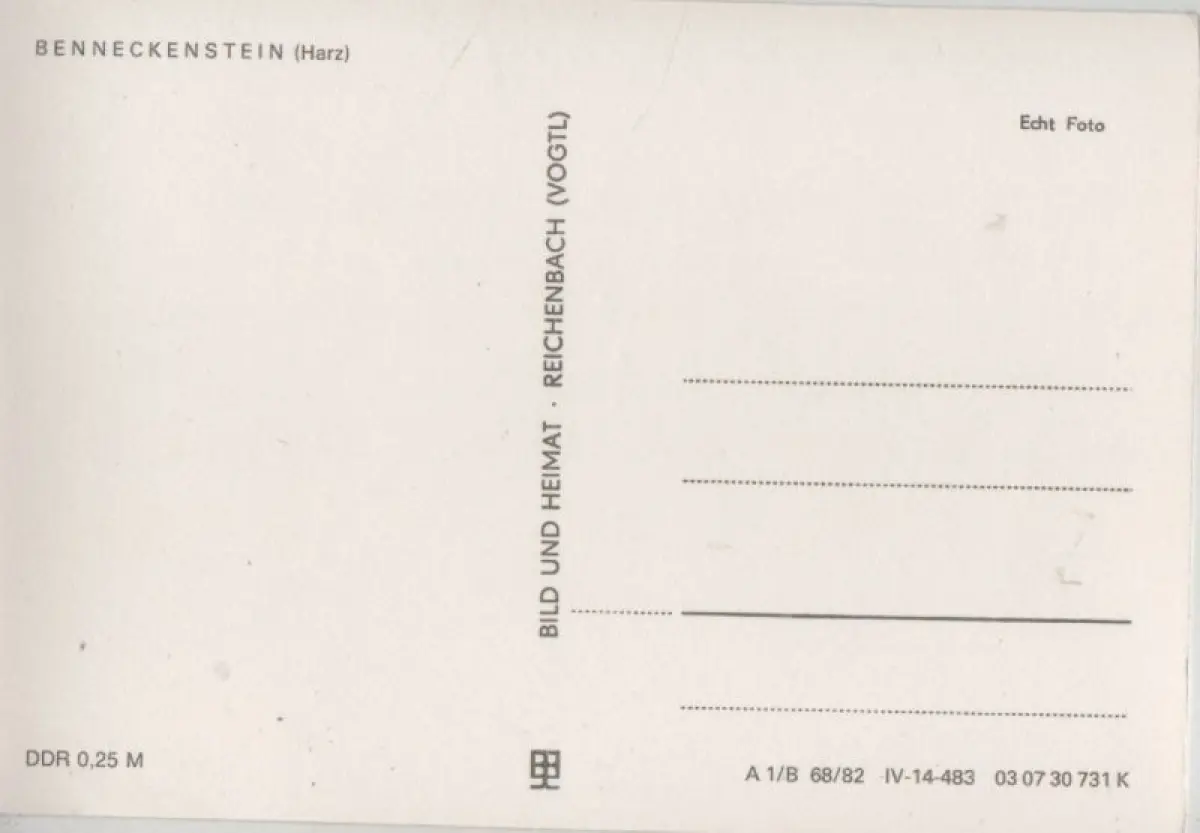 BENNECKENSTEIN (Harz)
Echt Foto
BILD UND HEIMAT · REICHENBACH (VOGTL)
DDR 0,25 M
A 1/B 68/82 IV-14-483 03 07 30 731 K